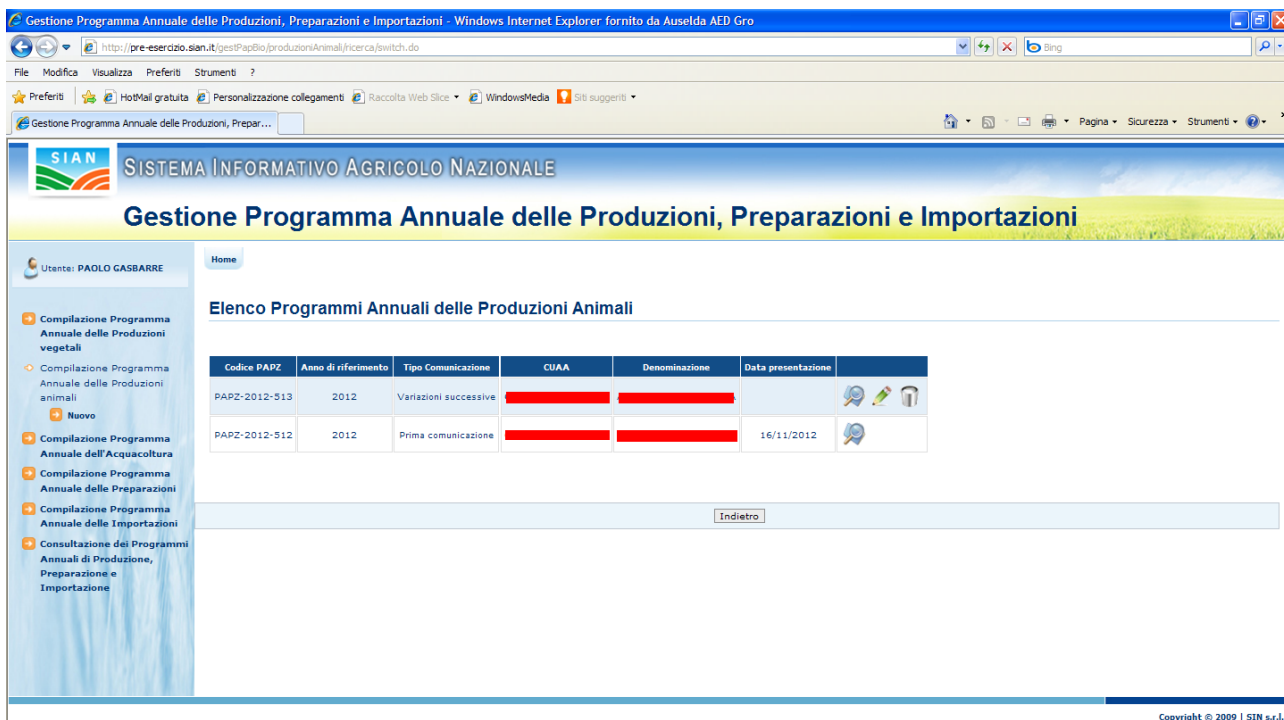 Gestione Programma Annuale delle Produzioni, Preparazioni e Importazioni - Windows Internet Explorer fornito da Auselda AED Gro
http://pre-esercizio.sian.it/gestPapBio/produzioniAnimali/ricerca/switch.do
Bing
File Modifica Visualizza Preferiti Strumenti ?
Preferiti HotMail gratuita Personalizzazione collegamenti Raccolta Web Slice WindowsMedia Siti suggeriti
Gestione Programma Annuale delle Produzioni, Prepar... Pagina Sicurezza Strumenti
SIAN
SISTEMA INFORMATIVO AGRICOLO NAZIONALE
Gestione Programma Annuale delle Produzioni, Preparazioni e Importazioni
Utente: PAOLO GASBARRE
Home
Compilazione Programma
Annuale delle Produzioni
vegetali
Compilazione Programma
Annuale delle Produzioni
animali
Nuovo
Compilazione Programma
Annuale dell'Acquacoltura
Compilazione Programma
Annuale delle Preparazioni
Compilazione Programma
Annuale delle Importazioni
Consultazione dei Programmi
Annuali di Produzione,
Preparazione e
Importazione
Elenco Programmi Annuali delle Produzioni Animali
Codice PAPZ Anno di riferimento Tipo Comunicazione CUAA Denominazione Data presentazione
PAPZ-2012-513 2012 Variazioni successive
PAPZ-2012-512 2012 Prima comunicazione 16/11/2012
Indietro
Copyright © 2009 | SIN s.r.l.